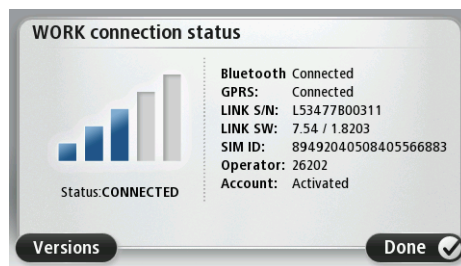 WORK connection status
Bluetooth Connected
GPRS: Connected
LINK S/N: L53477B00311
LINK SW: 7.54 / 1.8203
SIM ID: 89492040508405566883
Operator: 26202
Account: Activated
Status:CONNECTED
Versions
Done